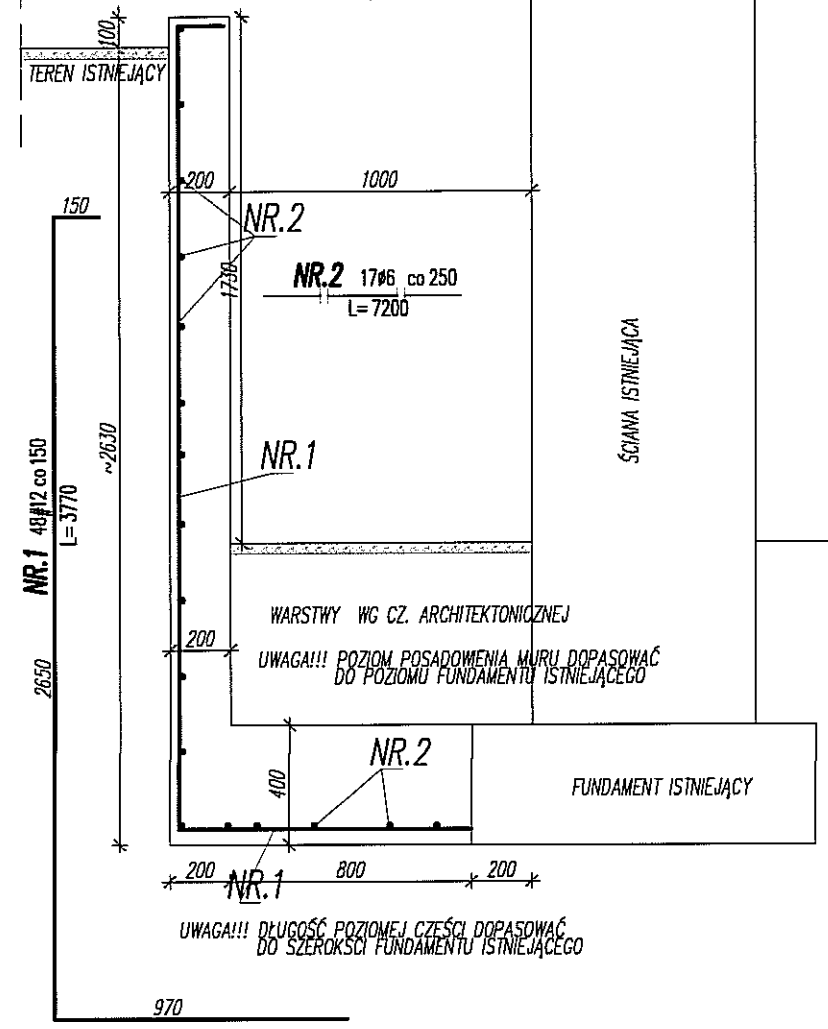 100
TEREN ISTNIEJĄCY
200
1000
150
NR.2
1730
NR.2 17ø6 co 250
L= 7200
ŚCIANA ISTNIEJĄCA
~2630
NR.1
NR.1 48#12 co 150
L= 3770
WARSTWY WG CZ. ARCHITEKTONICZNEJ
200
UWAGA!!! POZIOM POSADOWIENIA MURU DOPASOWAĆ
DO POZIOMU FUNDAMENTU ISTNIEJĄCEGO
2650
NR.2
400
FUNDAMENT ISTNIEJĄCY
200
800
200
NR.1
UWAGA!!! DŁUGOŚĆ POZIOMEJ CZĘŚCI DOPASOWAĆ
DO SZEROKSCI FUNDAMENTU ISTNIEJĄCEGO
970